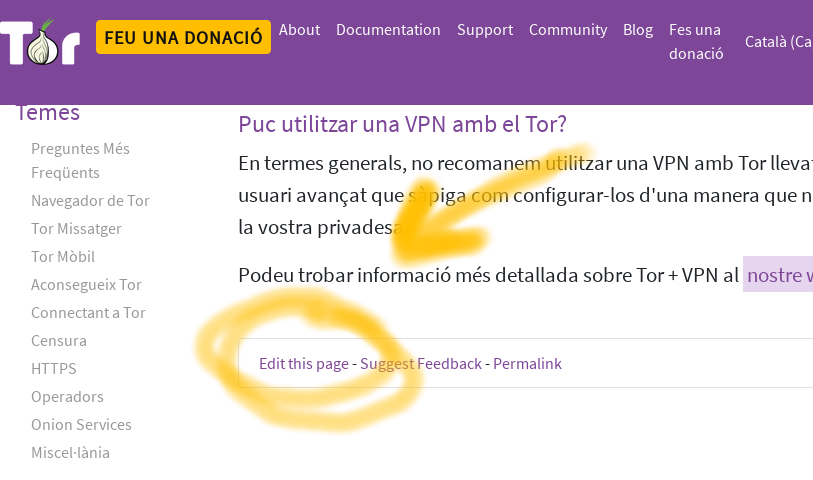 Tor
FEU UNA DONACIÓ
About
Documentation
Support
Community
Blog
Fes una
donació
Català (Ca
Temes
Preguntes Més
Freqüents
Navegador de Tor
Tor Missatger
Tor Mòbil
Aconsegueix Tor
Connectant a Tor
Censura
HTTPS
Operadors
Onion Services
Miscel·lània
Puc utilitzar una VPN amb el Tor?
En termes generals, no recomanem utilitzar una VPN amb Tor lleva
usuari avançat que sàpiga com configurar-los d'una manera que n
la vostra privadesa.
Podeu trobar informació més detallada sobre Tor + VPN al nostre w
Edit this page - Suggest Feedback - Permalink